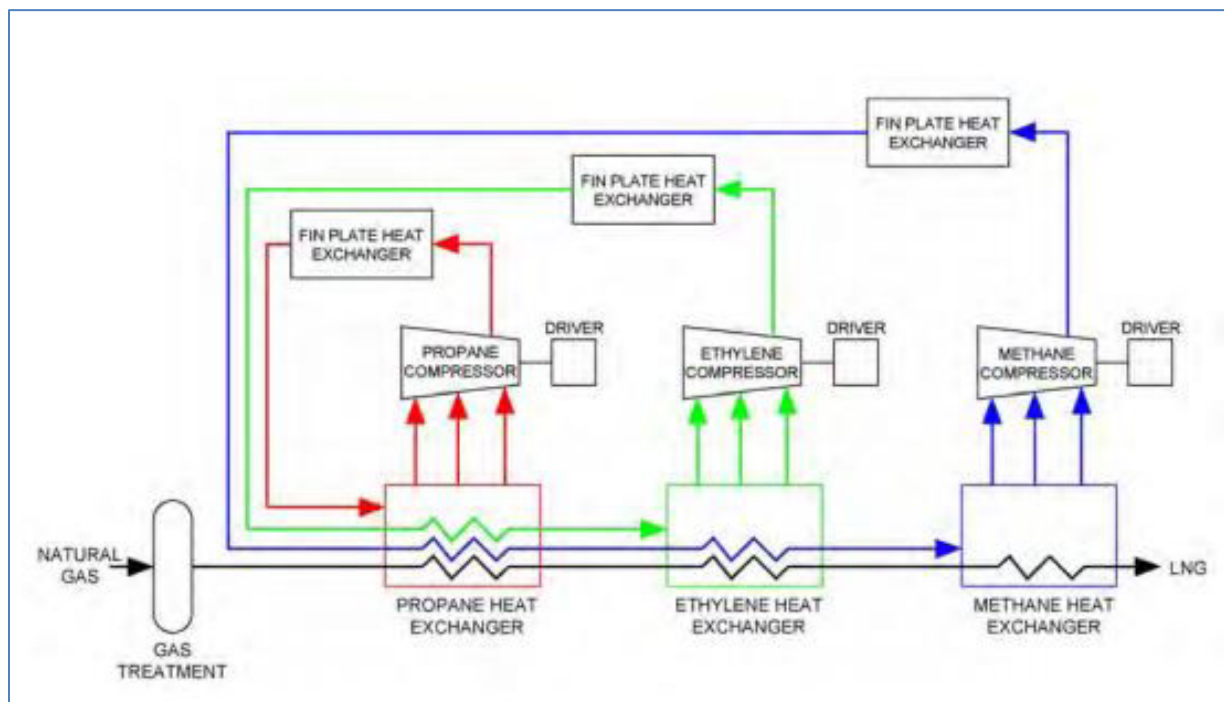 FIN PLATE HEAT
EXCHANGER
FIN PLATE HEAT
EXCHANGER
FIN PLATE HEAT
EXCHANGER
DRIVER
DRIVER
DRIVER
PROPANE
COMPRESSOR
ETHYLENE
COMPRESSOR
METHANE
COMPRESSOR
NATURAL
GAS
LNG
PROPANE HEAT
EXCHANGER
ETHYLENE HEAT
EXCHANGER
METHANE HEAT
EXCHANGER
GAS
TREATMENT